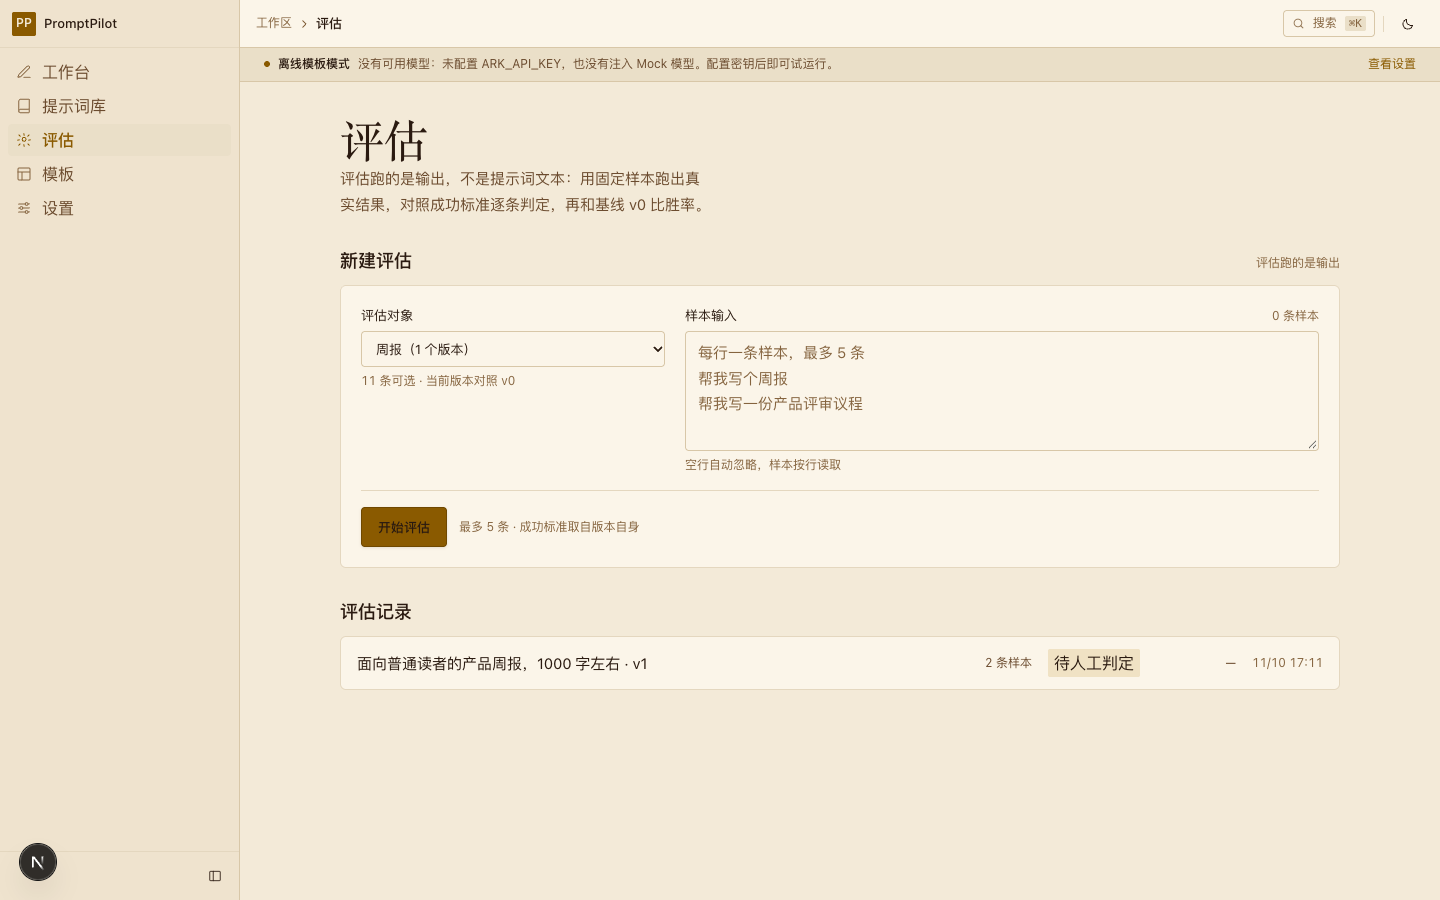 PP PromptPilot
工作区 › 评估
搜索 ⌘K
工作台
提示词库
评估
模板
设置
离线模板模式 没有可用模型：未配置 ARK_API_KEY，也没有注入 Mock 模型。配置密钥后即可试运行。
查看设置
评估
评估跑的是输出，不是提示词文本：用固定样本跑出真
实结果，对照成功标准逐条判定，再和基线 v0 比胜率。
新建评估
评估跑的是输出
评估对象
周报（1 个版本）
11 条可选 · 当前版本对照 v0
样本输入
0 条样本
每行一条样本，最多 5 条
帮我写个周报
帮我写一份产品评审议程
空行自动忽略，样本按行读取
开始评估
最多 5 条 · 成功标准取自版本自身
评估记录
面向普通读者的产品周报，1000 字左右 · v1
2 条样本 待人工判定 — 11/10 17:11
N